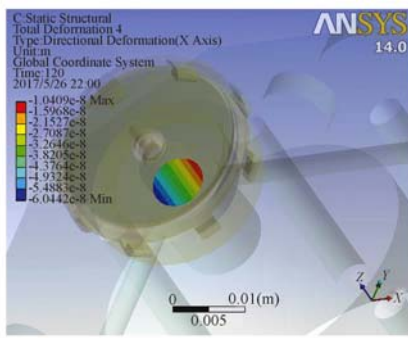 C:Static Structural
Total Deformation 4
Type:Directional Deformation(X Axis)
Unit:m
Global Coordinate System
Time:120
2017/5/26 22:00
ANSYS
14.0
-1.0409e-8 Max
-1.5968e-8
-2.1527e-8
-2.7087e-8
-3.2646e-8
-3.8205e-8
-4.3764e-8
-4.9324e-8
-5.4883e-8
-6.0442e-8 Min
0 0.01(m)
0.005
Z Y X